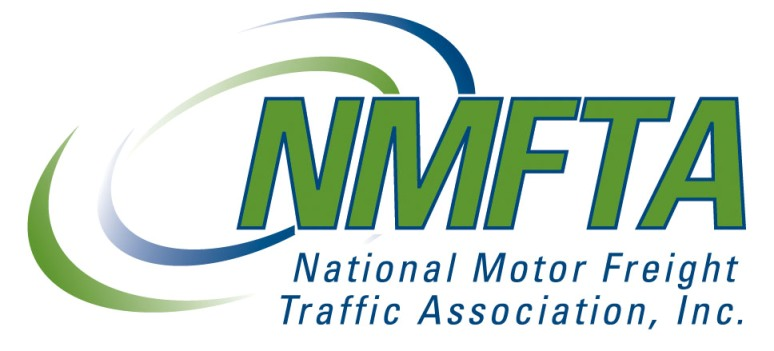 NMFTA
National Motor Freight
Traffic Association, Inc.